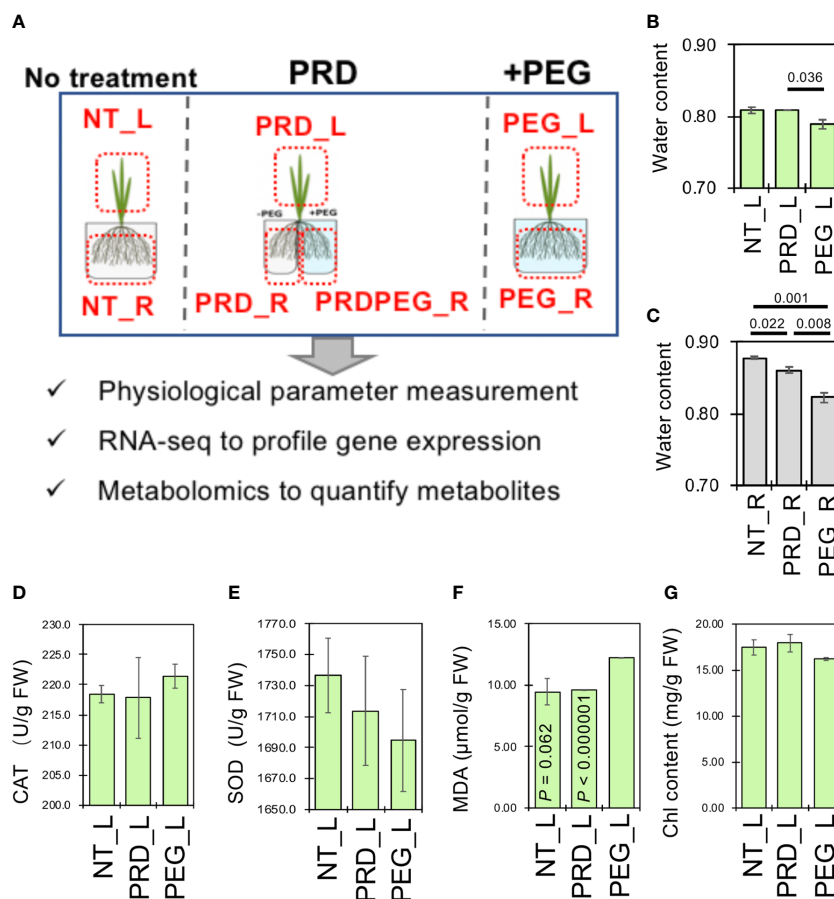 A
No treatment
PRD
+PEG
NT_L
PRD_L
PEG_L
-PEG
+PEG
NT_R
PRD_R
PRDPEG_R
PEG_R
✓ Physiological parameter measurement
✓ RNA-seq to profile gene expression
✓ Metabolomics to quantify metabolites
B
Water content
0.90
0.80
0.70
0.036
NT_L
PRD_L
PEG_L
C
Water content
0.001
0.022
0.008
0.90
0.80
0.70
NT_R
PRD_R
PEG_R
D
CAT (U/g FW)
230.0
225.0
220.0
215.0
210.0
205.0
200.0
NT_L
PRD_L
PEG_L
E
SOD (U/g FW)
1770.0
1750.0
1730.0
1710.0
1690.0
1670.0
1650.0
NT_L
PRD_L
PEG_L
F
MDA (μmol/g FW)
15.00
10.00
5.00
0.00
P = 0.062
P < 0.000001
NT_L
PRD_L
PEG_L
G
Chl content (mg/g FW)
20.00
15.00
10.00
5.00
0.00
NT_L
PRD_L
PEG_L